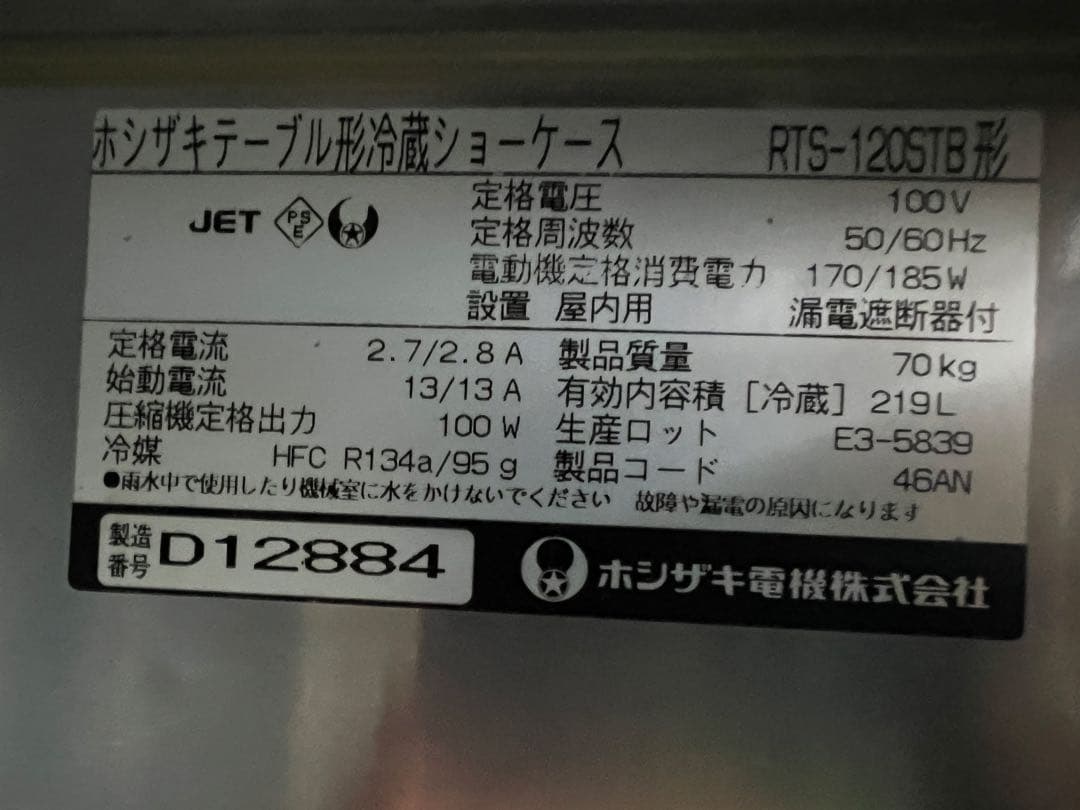 ホシザキテーブル形冷蔵ショーケース RTS-120STB形
JET PSE
定格電圧 100V
定格周波数 50/60Hz
電動機定格消費電力 170/185W
設置 屋内用 漏電遮断器付
定格電流 2.7/2.8A 製品質量 70kg
始動電流 13/13A 有効内容積 [冷蔵] 219L
圧縮機定格出力 100W 生産ロット E3-5839
冷媒 HFC R134a/95g 製品コード 46AN
●雨水中で使用したり機械室に水をかけないでください 故障や漏電の原因になります
製造番号 D12884 ホシザキ電機株式会社